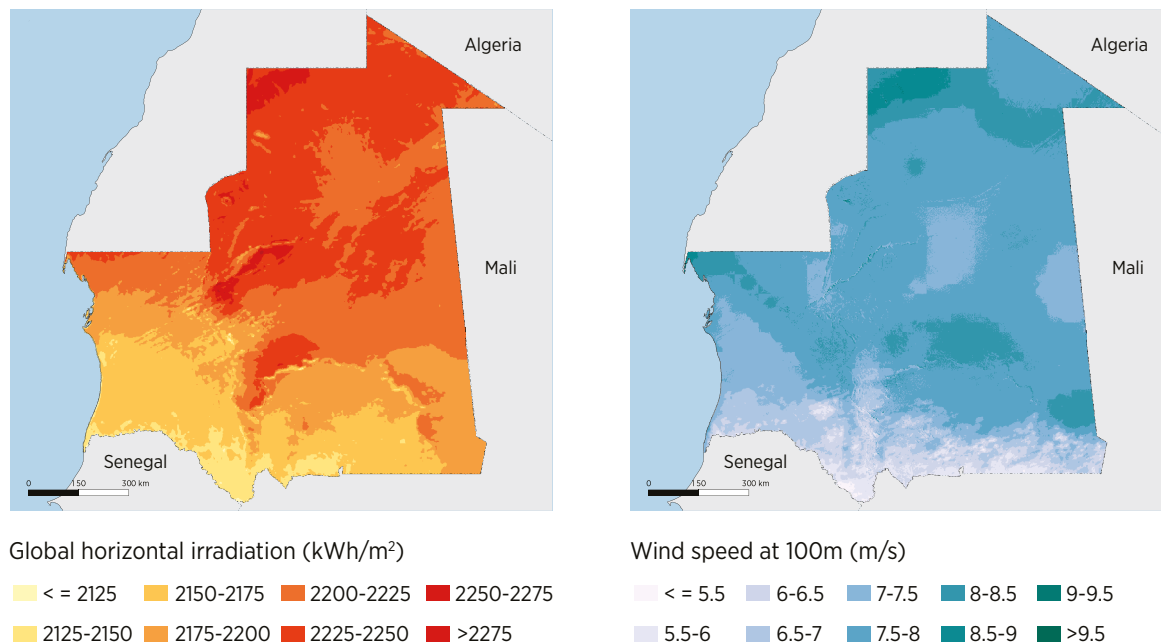 Algeria
Mali
Senegal
0 150 300 km
Global horizontal irradiation (kWh/m²)
< = 2125 2150-2175 2200-2225 2250-2275
2125-2150 2175-2200 2225-2250 >2275
Algeria
Mali
Senegal
0 150 300 km
Wind speed at 100m (m/s)
< = 5.5 6-6.5 7-7.5 8-8.5 9-9.5
5.5-6 6.5-7 7.5-8 8.5-9 >9.5